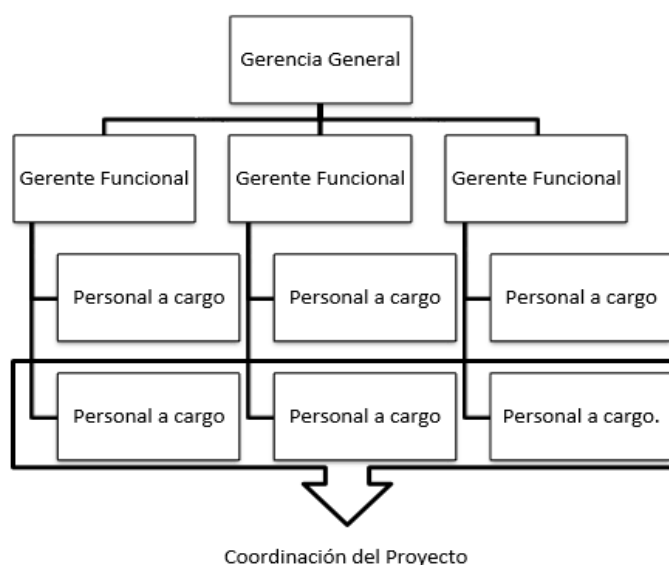 Gerencia General
Gerente Funcional
Gerente Funcional
Gerente Funcional
Personal a cargo
Personal a cargo
Personal a cargo
Personal a cargo
Personal a cargo
Personal a cargo.
Coordinación del Proyecto